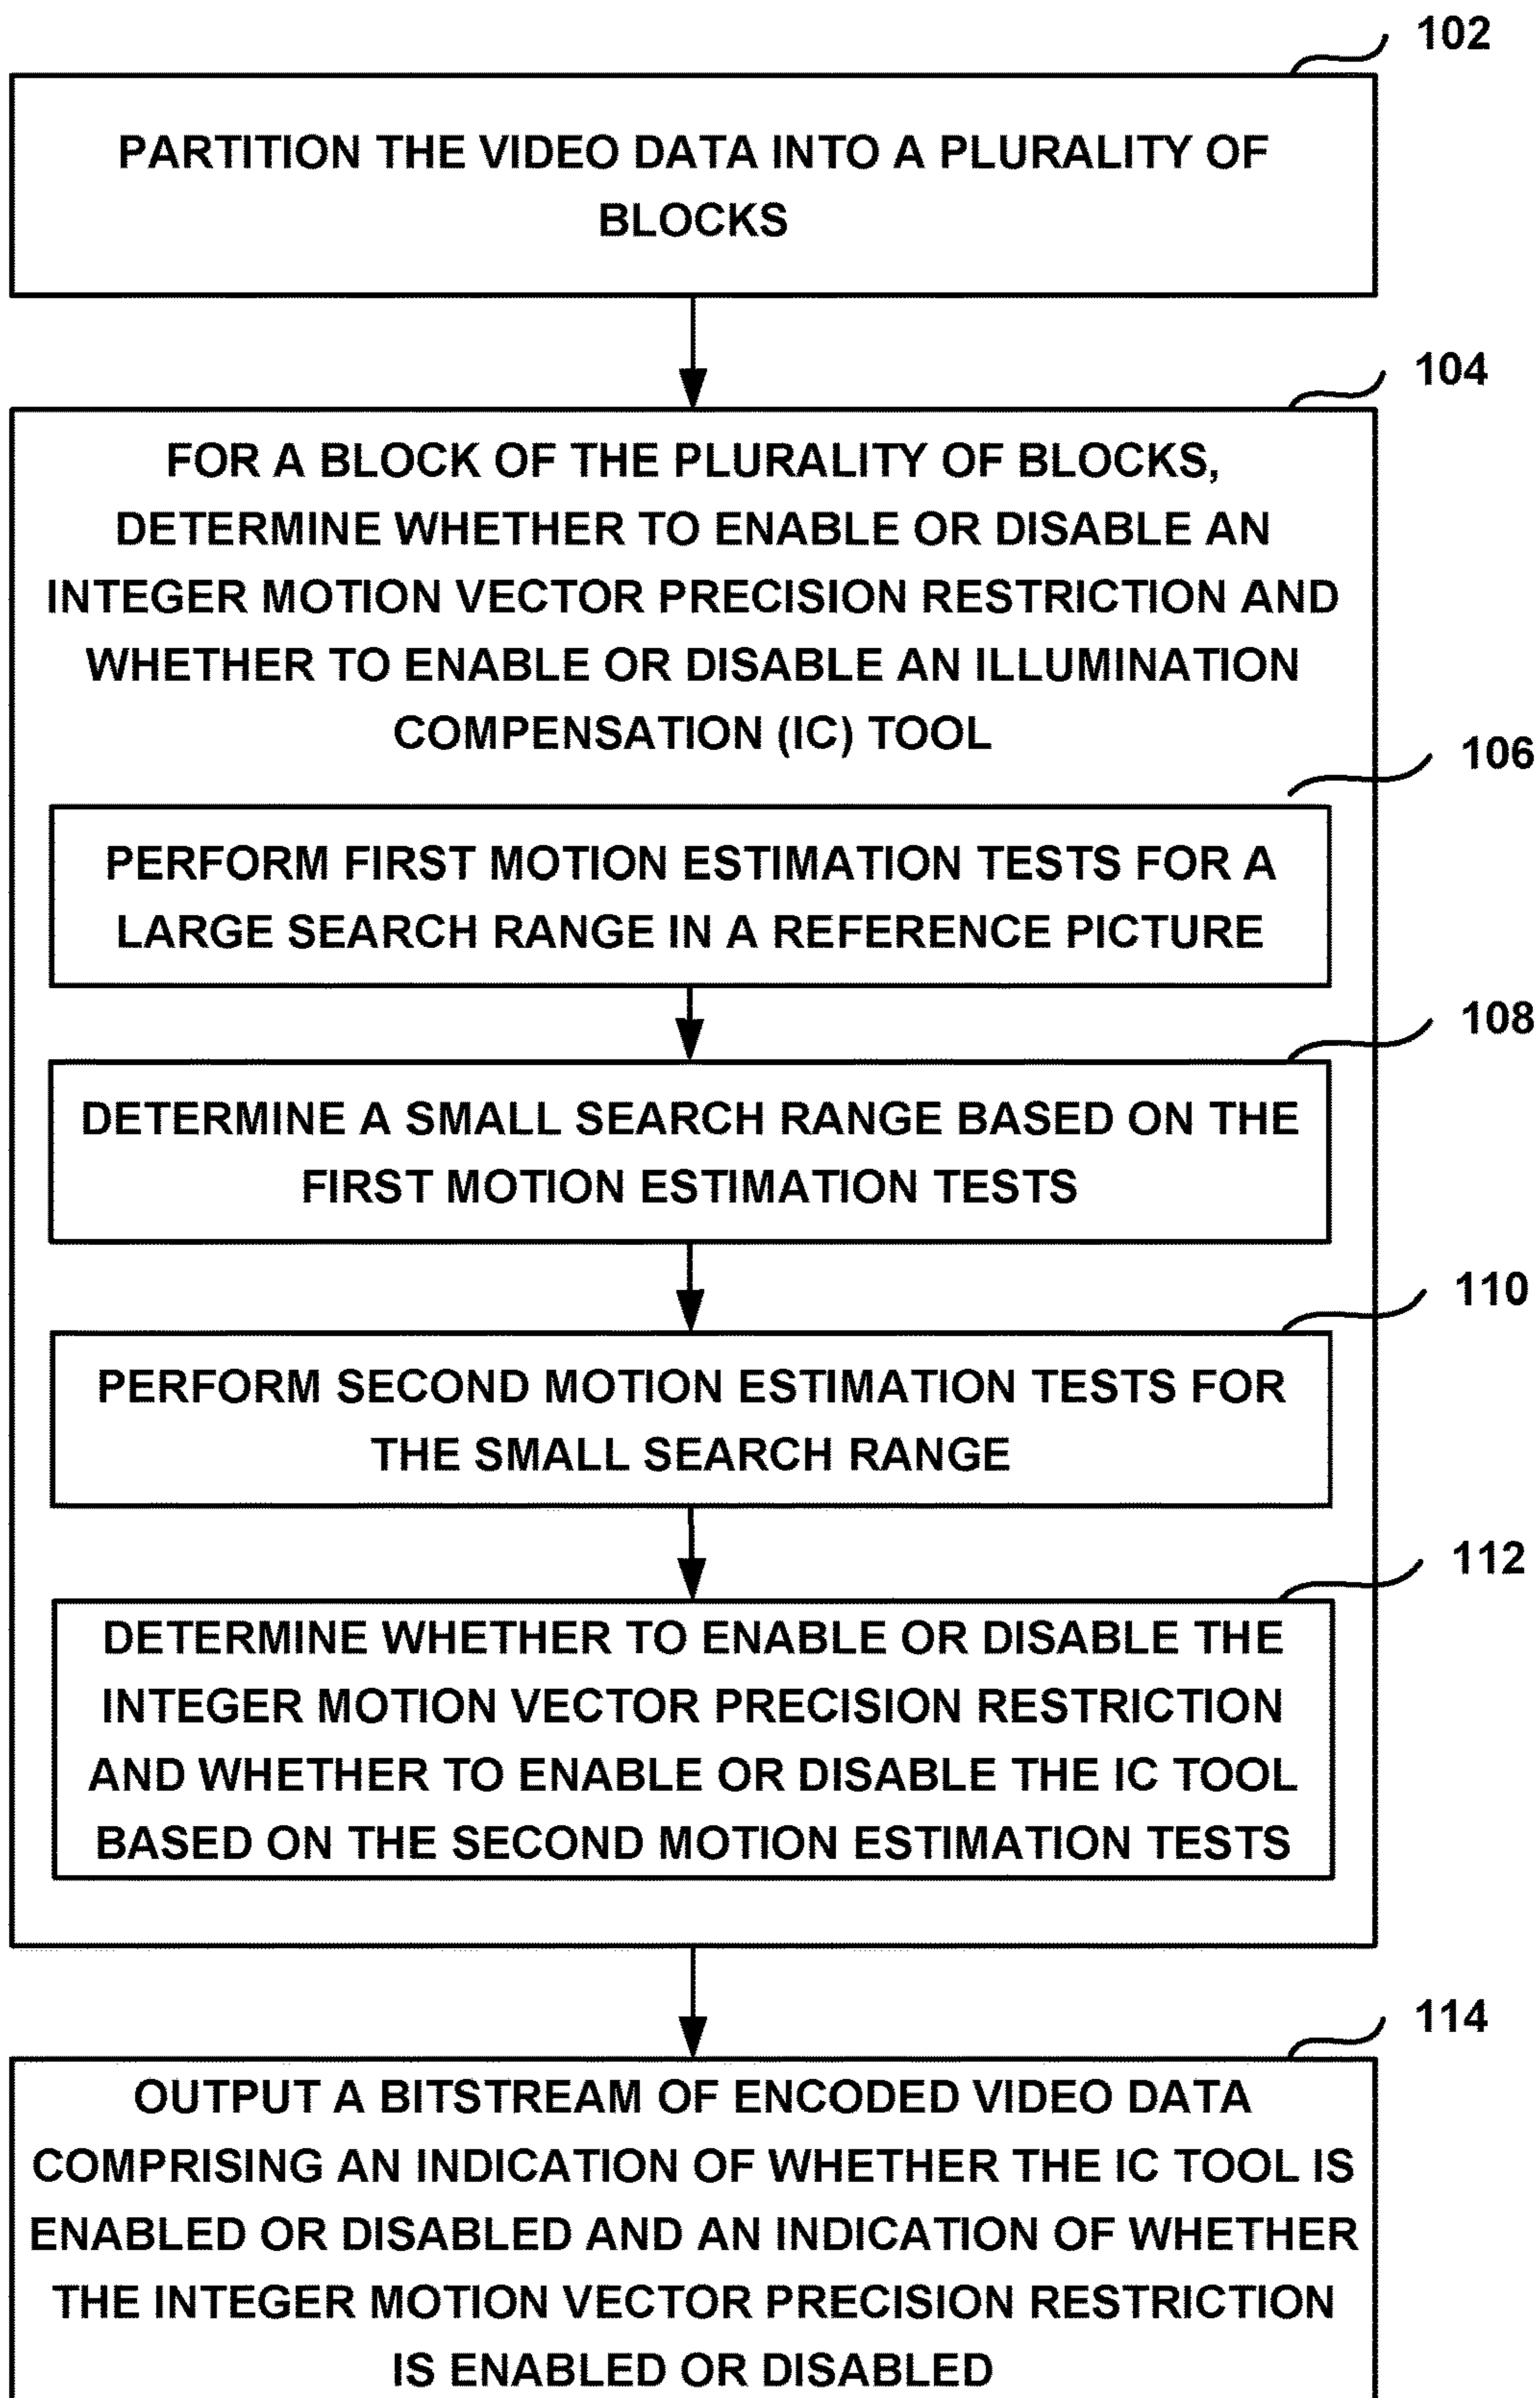 102
PARTITION THE VIDEO DATA INTO A PLURALITY OF
BLOCKS
104
FOR A BLOCK OF THE PLURALITY OF BLOCKS,
DETERMINE WHETHER TO ENABLE OR DISABLE AN
INTEGER MOTION VECTOR PRECISION RESTRICTION AND
WHETHER TO ENABLE OR DISABLE AN ILLUMINATION
COMPENSATION (IC) TOOL
106
PERFORM FIRST MOTION ESTIMATION TESTS FOR A
LARGE SEARCH RANGE IN A REFERENCE PICTURE
108
DETERMINE A SMALL SEARCH RANGE BASED ON THE
FIRST MOTION ESTIMATION TESTS
110
PERFORM SECOND MOTION ESTIMATION TESTS FOR
THE SMALL SEARCH RANGE
112
DETERMINE WHETHER TO ENABLE OR DISABLE THE
INTEGER MOTION VECTOR PRECISION RESTRICTION
AND WHETHER TO ENABLE OR DISABLE THE IC TOOL
BASED ON THE SECOND MOTION ESTIMATION TESTS
114
OUTPUT A BITSTREAM OF ENCODED VIDEO DATA
COMPRISING AN INDICATION OF WHETHER THE IC TOOL IS
ENABLED OR DISABLED AND AN INDICATION OF WHETHER
THE INTEGER MOTION VECTOR PRECISION RESTRICTION
IS ENABLED OR DISABLED